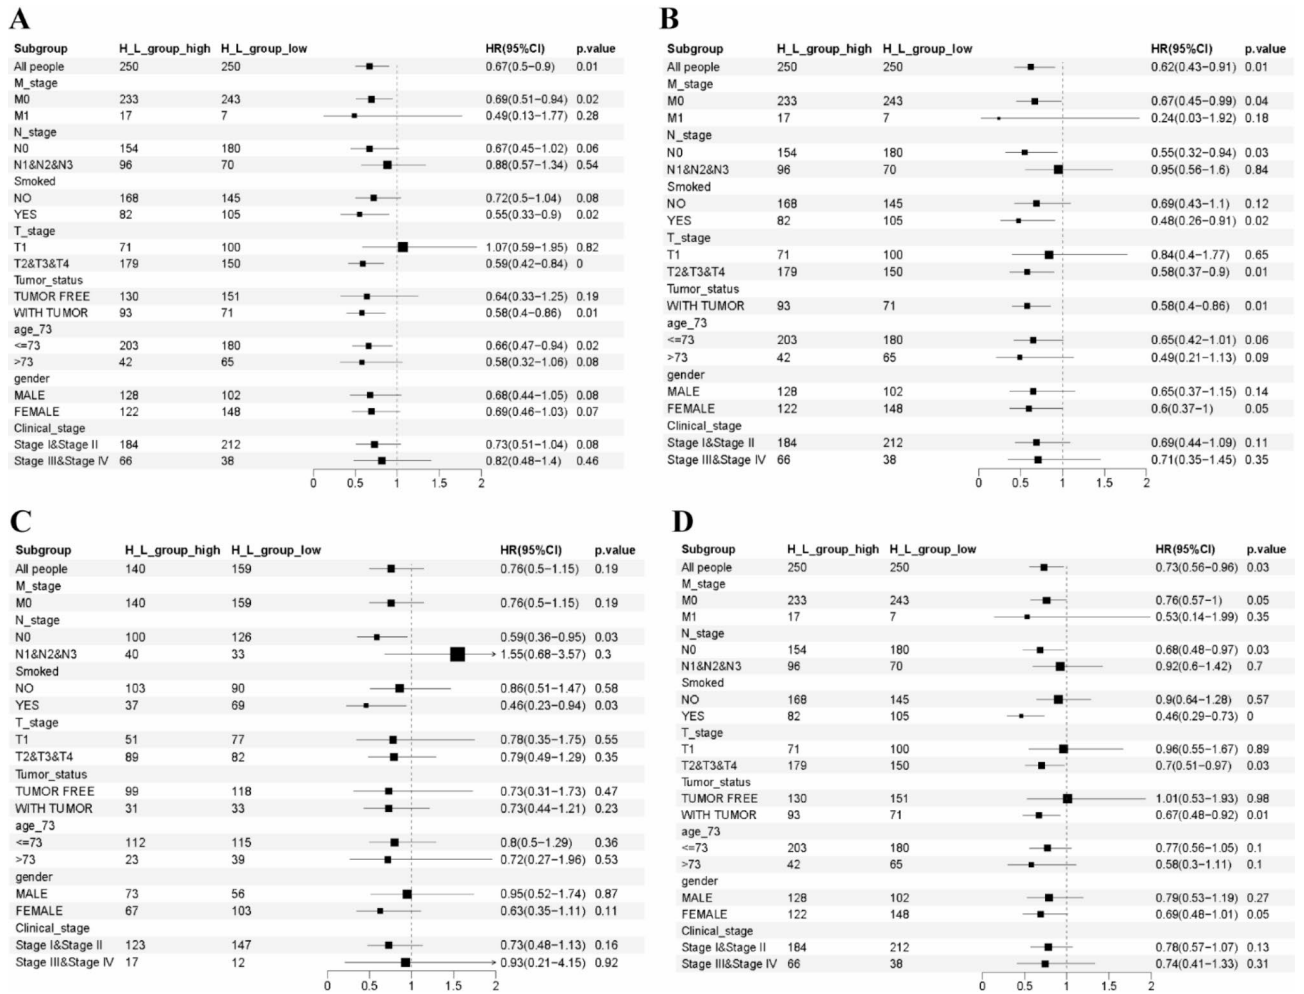 A
Subgroup H_L_group_high H_L_group_low HR(95%CI) p.value
All people 250 250 0.67(0.5−0.9) 0.01
M_stage
M0 233 243 0.69(0.51−0.94) 0.02
M1 17 7 0.49(0.13−1.77) 0.28
N_stage
N0 154 180 0.67(0.45−1.02) 0.06
N1&N2&N3 96 70 0.88(0.57−1.34) 0.54
Smoked
NO 168 145 0.72(0.5−1.04) 0.08
YES 82 105 0.55(0.33−0.9) 0.02
T_stage
T1 71 100 1.07(0.59−1.95) 0.82
T2&T3&T4 179 150 0.59(0.42−0.84) 0
Tumor_status
TUMOR FREE 130 151 0.64(0.33−1.25) 0.19
WITH TUMOR 93 71 0.58(0.4−0.86) 0.01
age_73
<=73 203 180 0.66(0.47−0.94) 0.02
>73 42 65 0.58(0.32−1.06) 0.08
gender
MALE 128 102 0.68(0.44−1.05) 0.08
FEMALE 122 148 0.69(0.46−1.03) 0.07
Clinical_stage
Stage I&Stage II 184 212 0.73(0.51−1.04) 0.08
Stage III&Stage IV 66 38 0.82(0.48−1.4) 0.46
0 0.5 1 1.5 2
B
Subgroup H_L_group_high H_L_group_low HR(95%CI) p.value
All people 250 250 0.62(0.43−0.91) 0.01
M_stage
M0 233 243 0.67(0.45−0.99) 0.04
M1 17 7 0.24(0.03−1.92) 0.18
N_stage
N0 154 180 0.55(0.32−0.94) 0.03
N1&N2&N3 96 70 0.95(0.56−1.6) 0.84
Smoked
NO 168 145 0.69(0.43−1.1) 0.12
YES 82 105 0.48(0.26−0.91) 0.02
T_stage
T1 71 100 0.84(0.4−1.77) 0.65
T2&T3&T4 179 150 0.58(0.37−0.9) 0.01
Tumor_status
WITH TUMOR 93 71 0.58(0.4−0.86) 0.01
age_73
<=73 203 180 0.65(0.42−1.01) 0.06
>73 42 65 0.49(0.21−1.13) 0.09
gender
MALE 128 102 0.65(0.37−1.15) 0.14
FEMALE 122 148 0.6(0.37−1) 0.05
Clinical_stage
Stage I&Stage II 184 212 0.69(0.44−1.09) 0.11
Stage III&Stage IV 66 38 0.71(0.35−1.45) 0.35
0 0.5 1 1.5 2
C
Subgroup H_L_group_high H_L_group_low HR(95%CI) p.value
All people 140 159 0.76(0.5−1.15) 0.19
M_stage
M0 140 159 0.76(0.5−1.15) 0.19
N_stage
N0 100 126 0.59(0.36−0.95) 0.03
N1&N2&N3 40 33 1.55(0.68−3.57) 0.3
Smoked
NO 103 90 0.86(0.51−1.47) 0.58
YES 37 69 0.46(0.23−0.94) 0.03
T_stage
T1 51 77 0.78(0.35−1.75) 0.55
T2&T3&T4 89 82 0.79(0.49−1.29) 0.35
Tumor_status
TUMOR FREE 99 118 0.73(0.31−1.73) 0.47
WITH TUMOR 31 33 0.73(0.44−1.21) 0.23
age_73
<=73 112 115 0.8(0.5−1.29) 0.36
>73 23 39 0.72(0.27−1.96) 0.53
gender
MALE 73 56 0.95(0.52−1.74) 0.87
FEMALE 67 103 0.63(0.35−1.11) 0.11
Clinical_stage
Stage I&Stage II 123 147 0.73(0.48−1.13) 0.16
Stage III&Stage IV 17 12 0.93(0.21−4.15) 0.92
0 0.5 1 1.5 2
D
Subgroup H_L_group_high H_L_group_low HR(95%CI) p.value
All people 250 250 0.73(0.56−0.96) 0.03
M_stage
M0 233 243 0.76(0.57−1) 0.05
M1 17 7 0.53(0.14−1.99) 0.35
N_stage
N0 154 180 0.68(0.48−0.97) 0.03
N1&N2&N3 96 70 0.92(0.6−1.42) 0.7
Smoked
NO 168 145 0.9(0.64−1.28) 0.57
YES 82 105 0.46(0.29−0.73) 0
T_stage
T1 71 100 0.96(0.55−1.67) 0.89
T2&T3&T4 179 150 0.7(0.51−0.97) 0.03
Tumor_status
TUMOR FREE 130 151 1.01(0.53−1.93) 0.98
WITH TUMOR 93 71 0.67(0.48−0.92) 0.01
age_73
<=73 203 180 0.77(0.56−1.05) 0.1
>73 42 65 0.58(0.3−1.11) 0.1
gender
MALE 128 102 0.79(0.53−1.19) 0.27
FEMALE 122 148 0.69(0.48−1.01) 0.05
Clinical_stage
Stage I&Stage II 184 212 0.78(0.57−1.07) 0.13
Stage III&Stage IV 66 38 0.74(0.41−1.33) 0.31
0 0.5 1 1.5 2